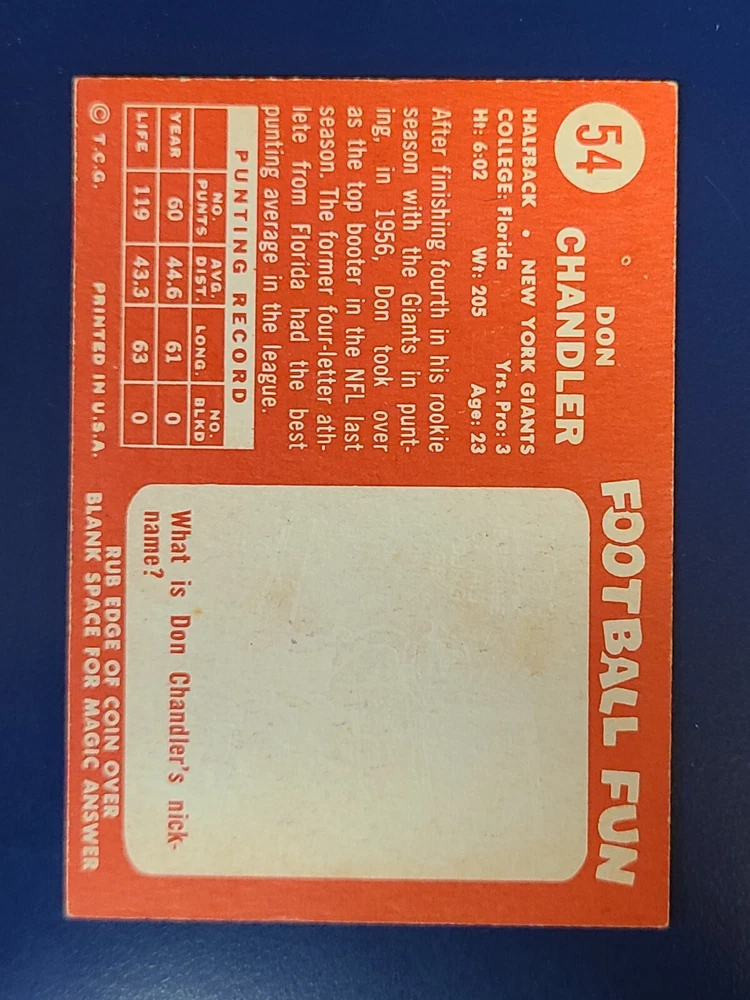 54
DON
CHANDLER
HALFBACK • NEW YORK GIANTS
COLLEGE: Florida Yrs. Pro: 3
Ht: 6:02 Wt: 205 Age: 23
After finishing fourth in his rookie
season with the Giants in punt-
ing, in 1956, Don took over
as the top booter in the NFL last
season. The former four-letter ath-
lete from Florida had the best
punting average in the league.
PUNTING RECORD
NO. PUNTS AVG. DIST. LONG. NO. BLKD
YEAR 60 44.6 61 0
LIFE 119 43.3 63 0
© T.C.G. PRINTED IN U.S.A.
FOOTBALL FUN
What is Don Chandler's nick-
name?
RUB EDGE OF COIN OVER
BLANK SPACE FOR MAGIC ANSWER